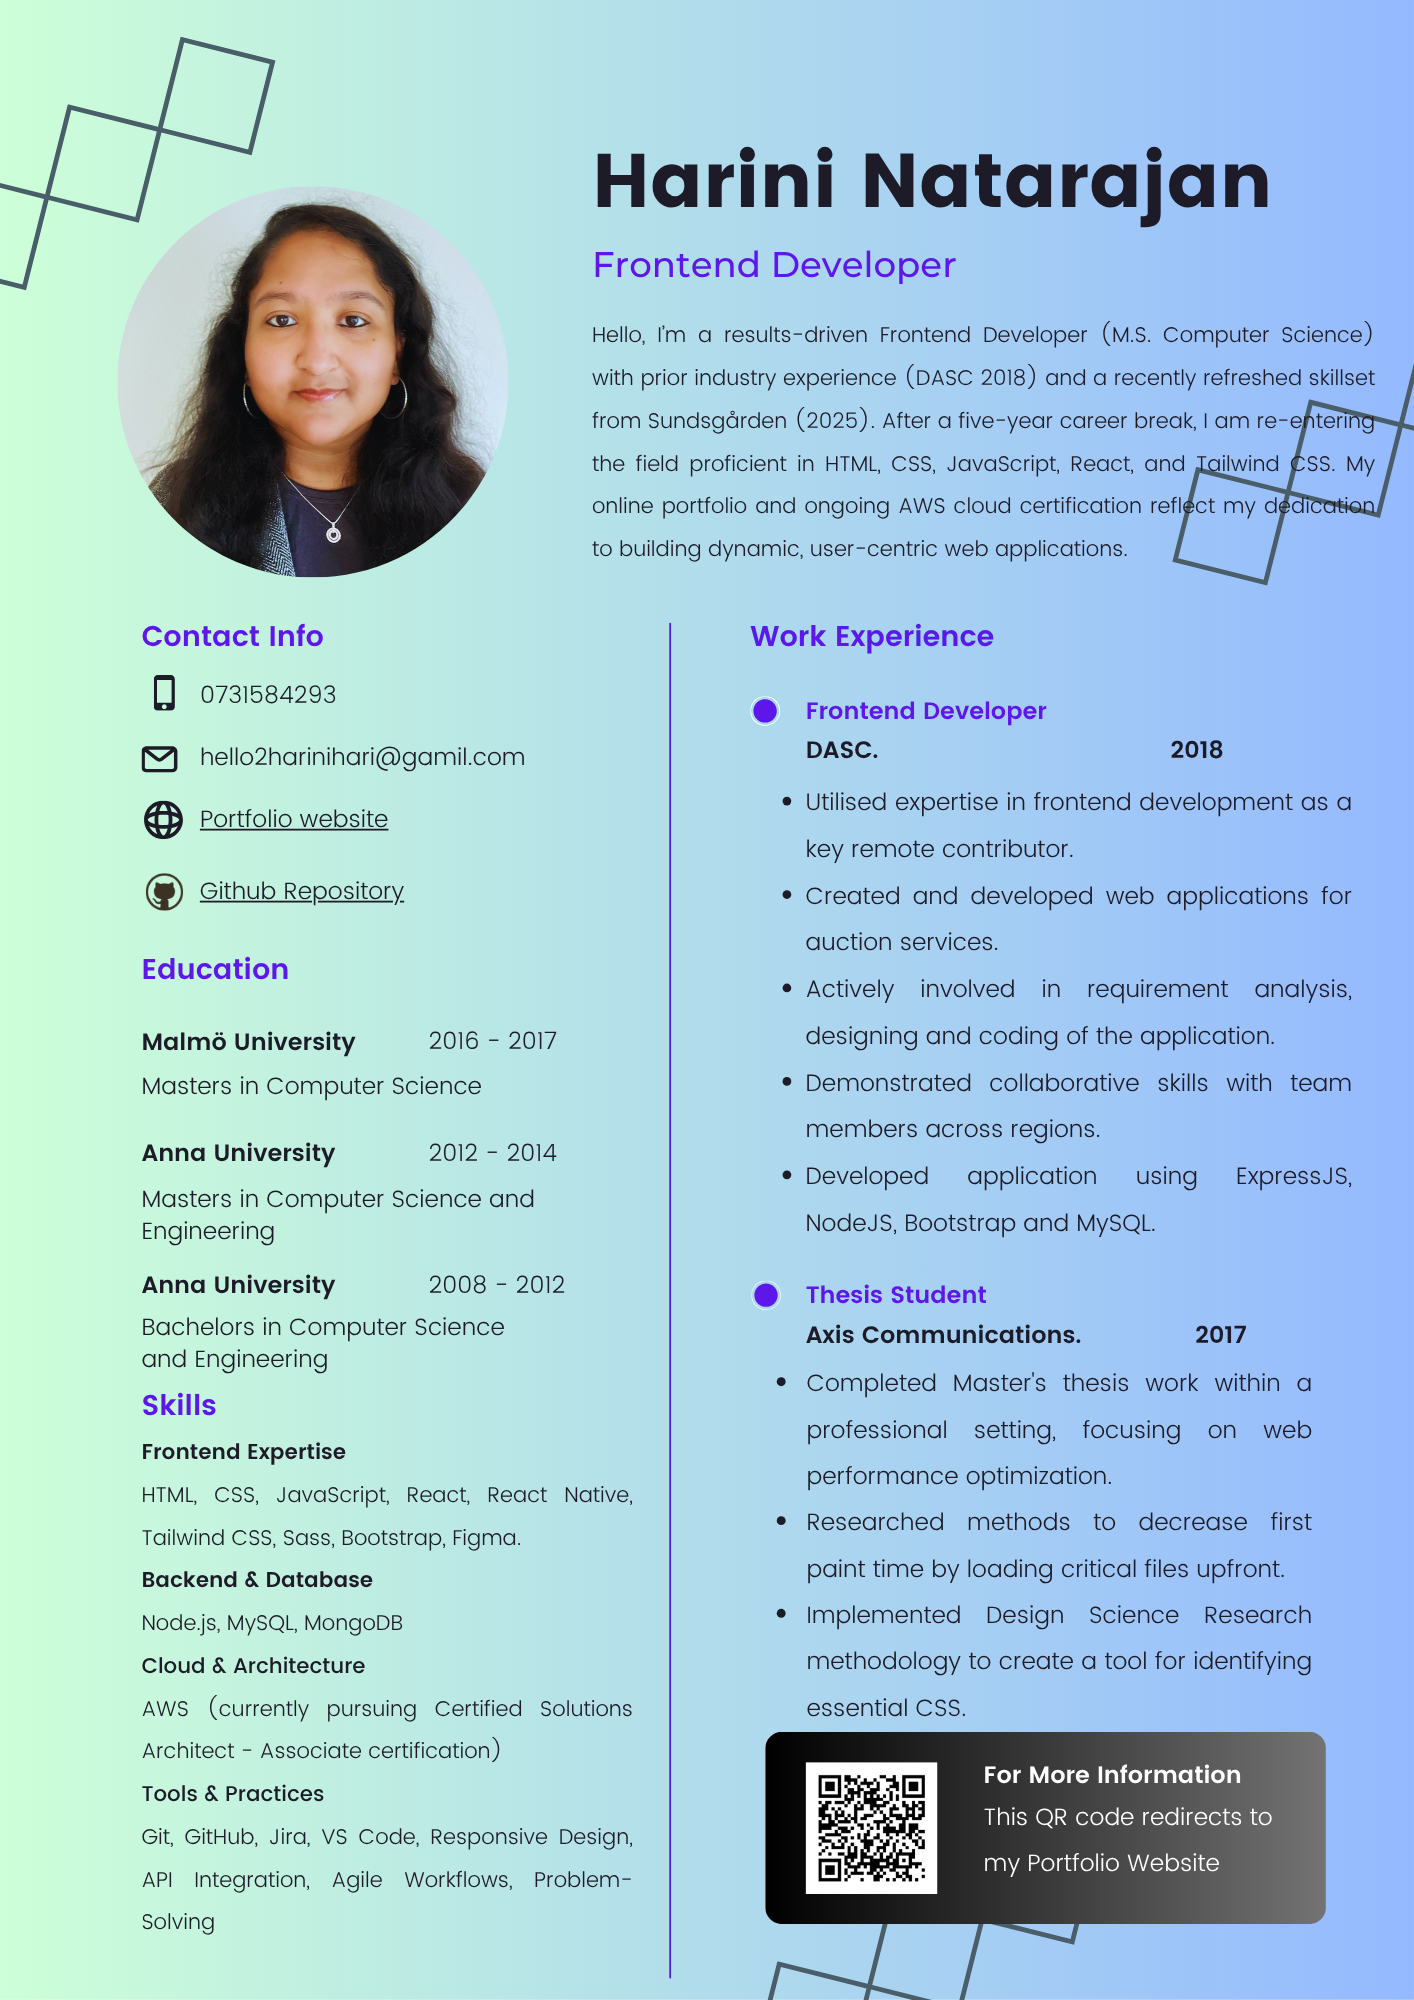 Harini Natarajan
Frontend Developer
Hello, I'm a results-driven Frontend Developer (M.S. Computer Science)
with prior industry experience (DASC 2018) and a recently refreshed skillset
from Sundsgården (2025). After a five-year career break, I am re-entering
the field proficient in HTML, CSS, JavaScript, React, and Tailwind CSS. My
online portfolio and ongoing AWS cloud certification reflect my dedication
to building dynamic, user-centric web applications.
Contact Info
0731584293
hello2harinihari@gamil.com
Portfolio website
Github Repository
Education
Malmö University 2016 - 2017
Masters in Computer Science
Anna University 2012 - 2014
Masters in Computer Science and
Engineering
Anna University 2008 - 2012
Bachelors in Computer Science
and Engineering
Skills
Frontend Expertise
HTML, CSS, JavaScript, React, React Native,
Tailwind CSS, Sass, Bootstrap, Figma.
Backend & Database
Node.js, MySQL, MongoDB
Cloud & Architecture
AWS (currently pursuing Certified Solutions
Architect - Associate certification)
Tools & Practices
Git, GitHub, Jira, VS Code, Responsive Design,
API Integration, Agile Workflows, Problem-
Solving
Work Experience
Frontend Developer
DASC. 2018
• Utilised expertise in frontend development as a
key remote contributor.
• Created and developed web applications for
auction services.
• Actively involved in requirement analysis,
designing and coding of the application.
• Demonstrated collaborative skills with team
members across regions.
• Developed application using ExpressJS,
NodeJS, Bootstrap and MySQL.
Thesis Student
Axis Communications. 2017
• Completed Master's thesis work within a
professional setting, focusing on web
performance optimization.
• Researched methods to decrease first
paint time by loading critical files upfront.
• Implemented Design Science Research
methodology to create a tool for identifying
essential CSS.
For More Information
This QR code redirects to
my Portfolio Website